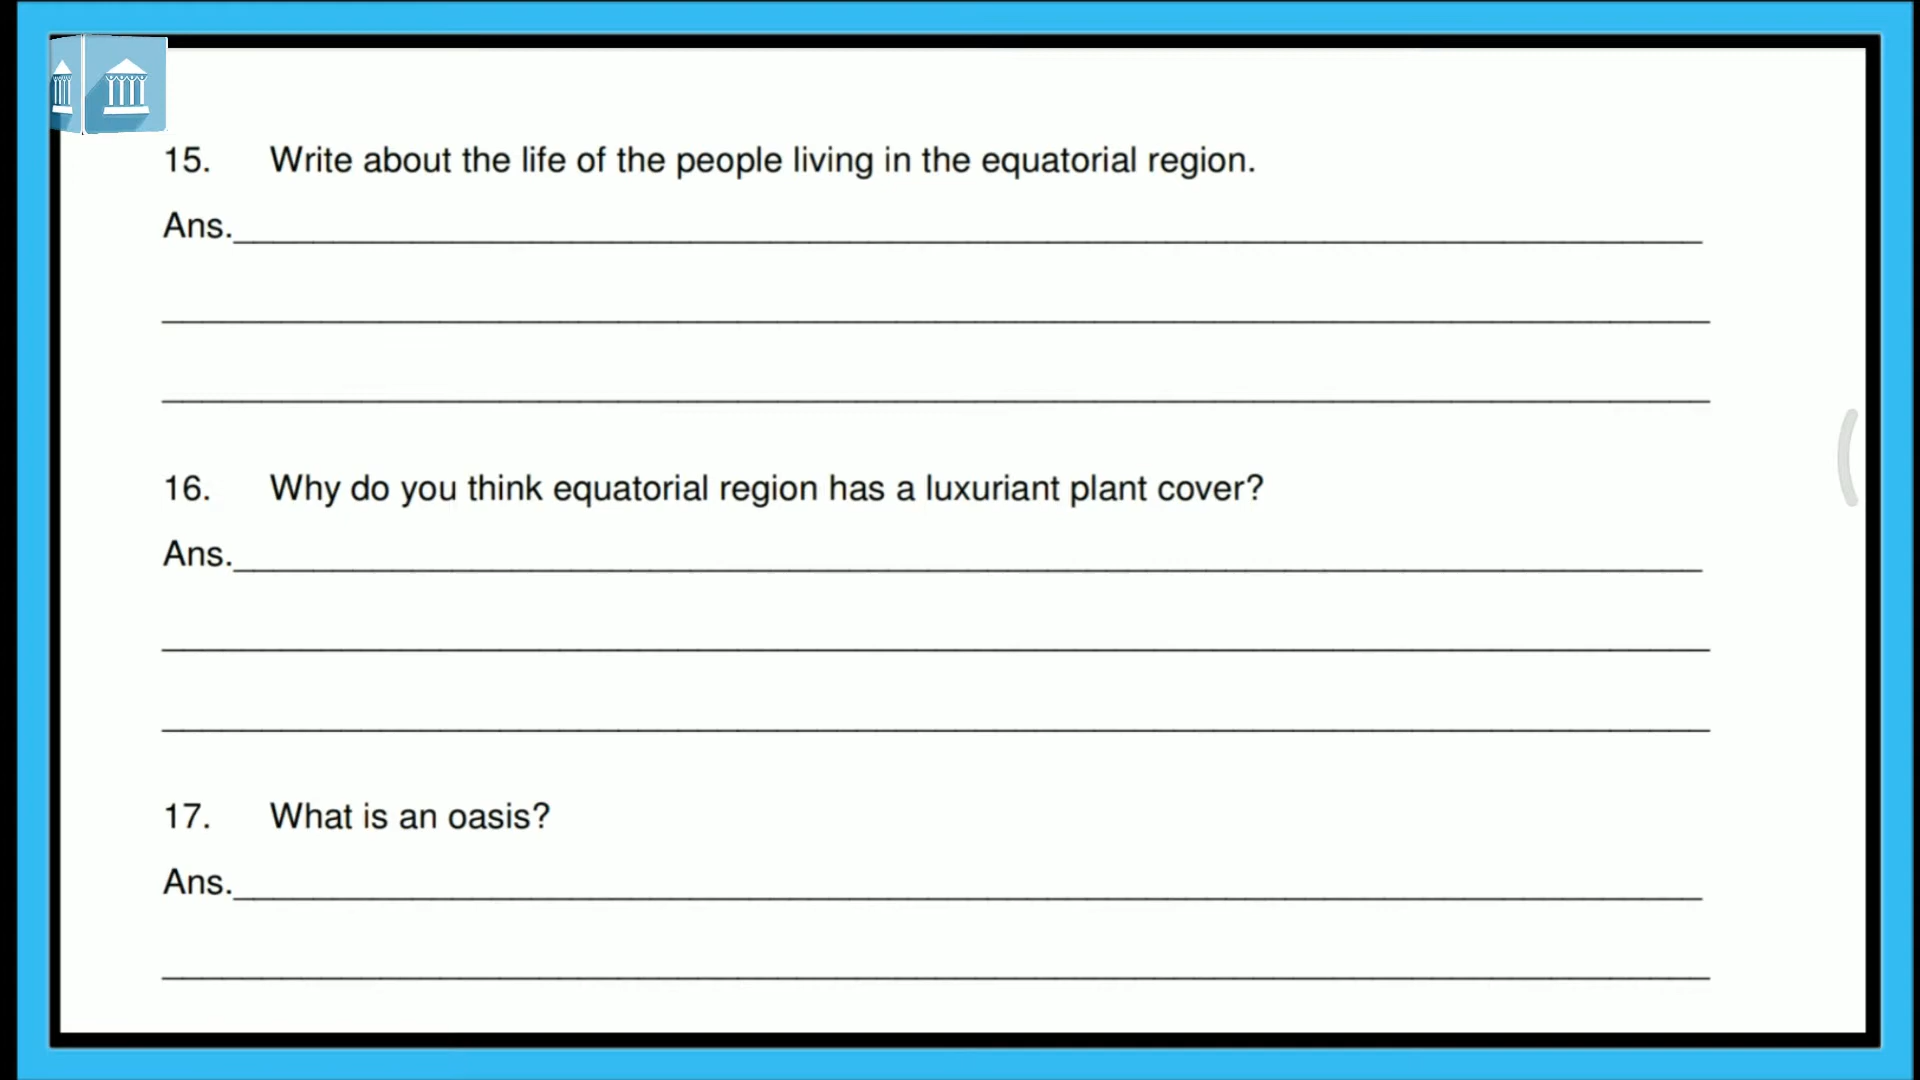 15. Write about the life of the people living in the equatorial region.
Ans.
16. Why do you think equatorial region has a luxuriant plant cover?
Ans.
17. What is an oasis?
Ans.